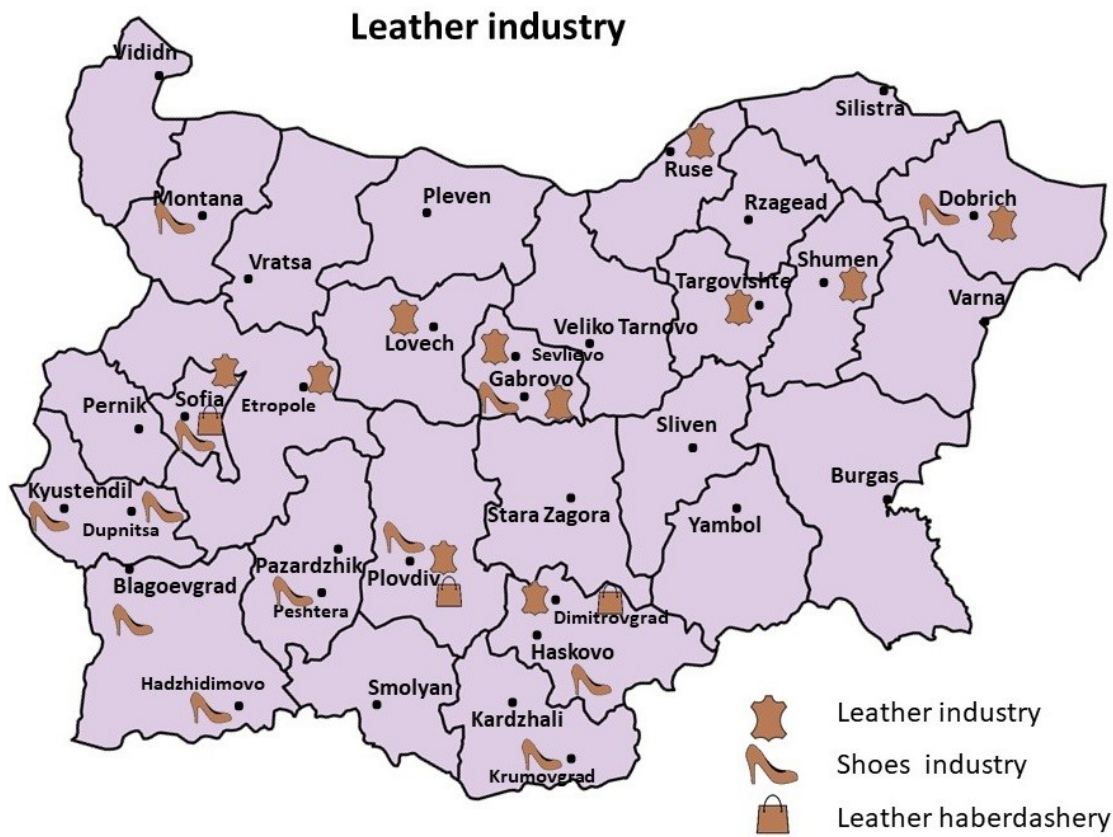 Leather industry
Vididn
Silistra
Ruse
Montana
Pleven
Rzagead
Dobrich
Vratsa
Shumen
Targovishte
Varna
Lovech
Veliko Tarnovo
Sevlievo
Gabrovo
Sofia
Etropole
Pernik
Sliven
Burgas
Kyustendil
Dupnitsa
Stara Zagora
Yambol
Pazardzhik
Plovdiv
Blagoevgrad
Peshtera
Dimitrovgrad
Haskovo
Hadzhidimovo
Smolyan
Kardzhali
Krumovgrad
Leather industry
Shoes industry
Leather haberdashery